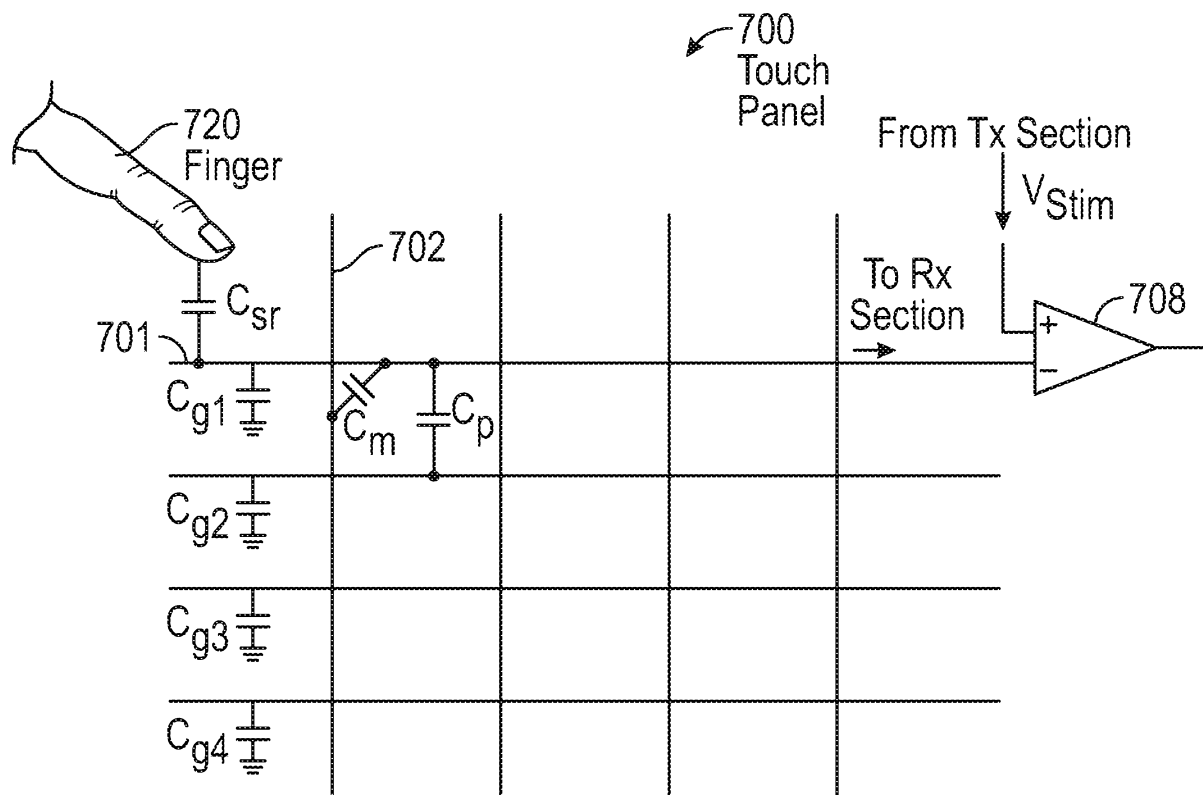 700
Touch
Panel
720
Finger
From Tx Section
VStim
702
To Rx
Section
708
Csr
701
+
−
Cg1
Cm
Cp
Cg2
Cg3
Cg4